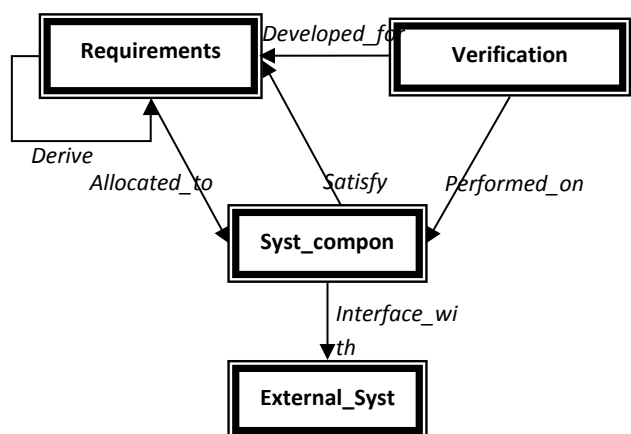 Developed_for
Requirements
Verification
Derive
Allocated_to
Satisfy
Performed_on
Syst_compon
Interface_wi
th
External_Syst